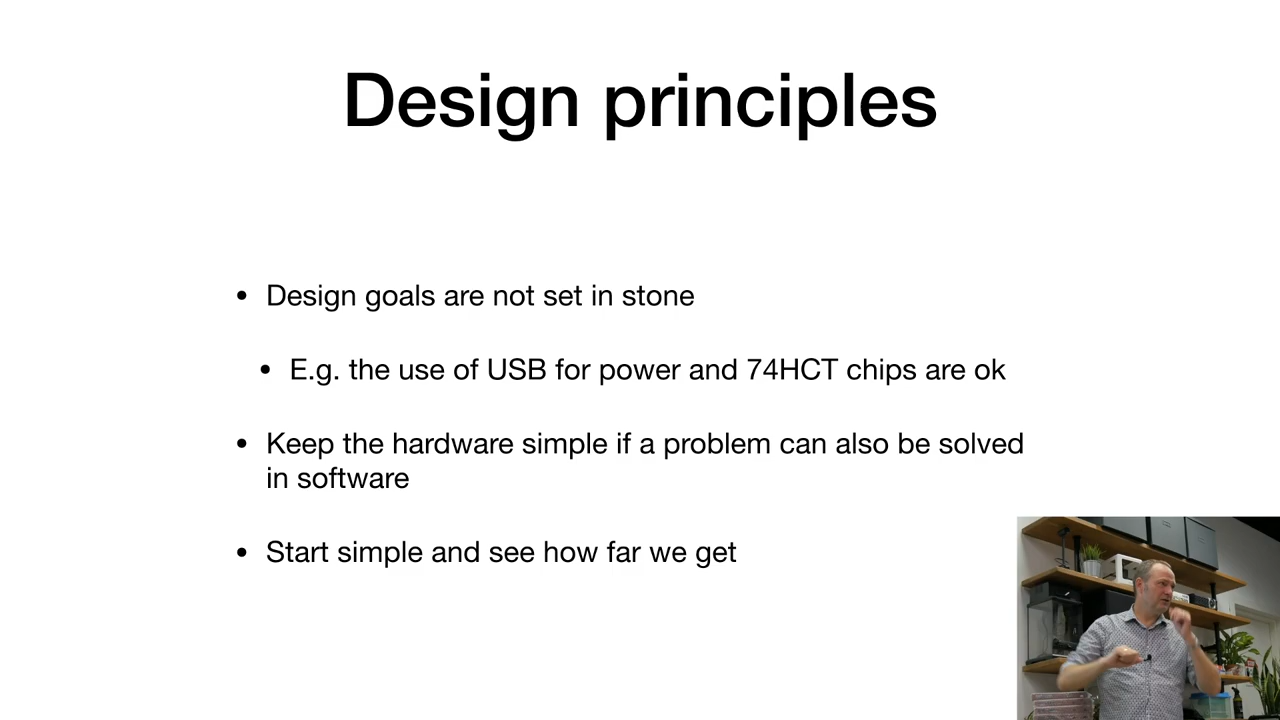 Design principles
• Design goals are not set in stone
• E.g. the use of USB for power and 74HCT chips are ok
• Keep the hardware simple if a problem can also be solved
in software
• Start simple and see how far we get